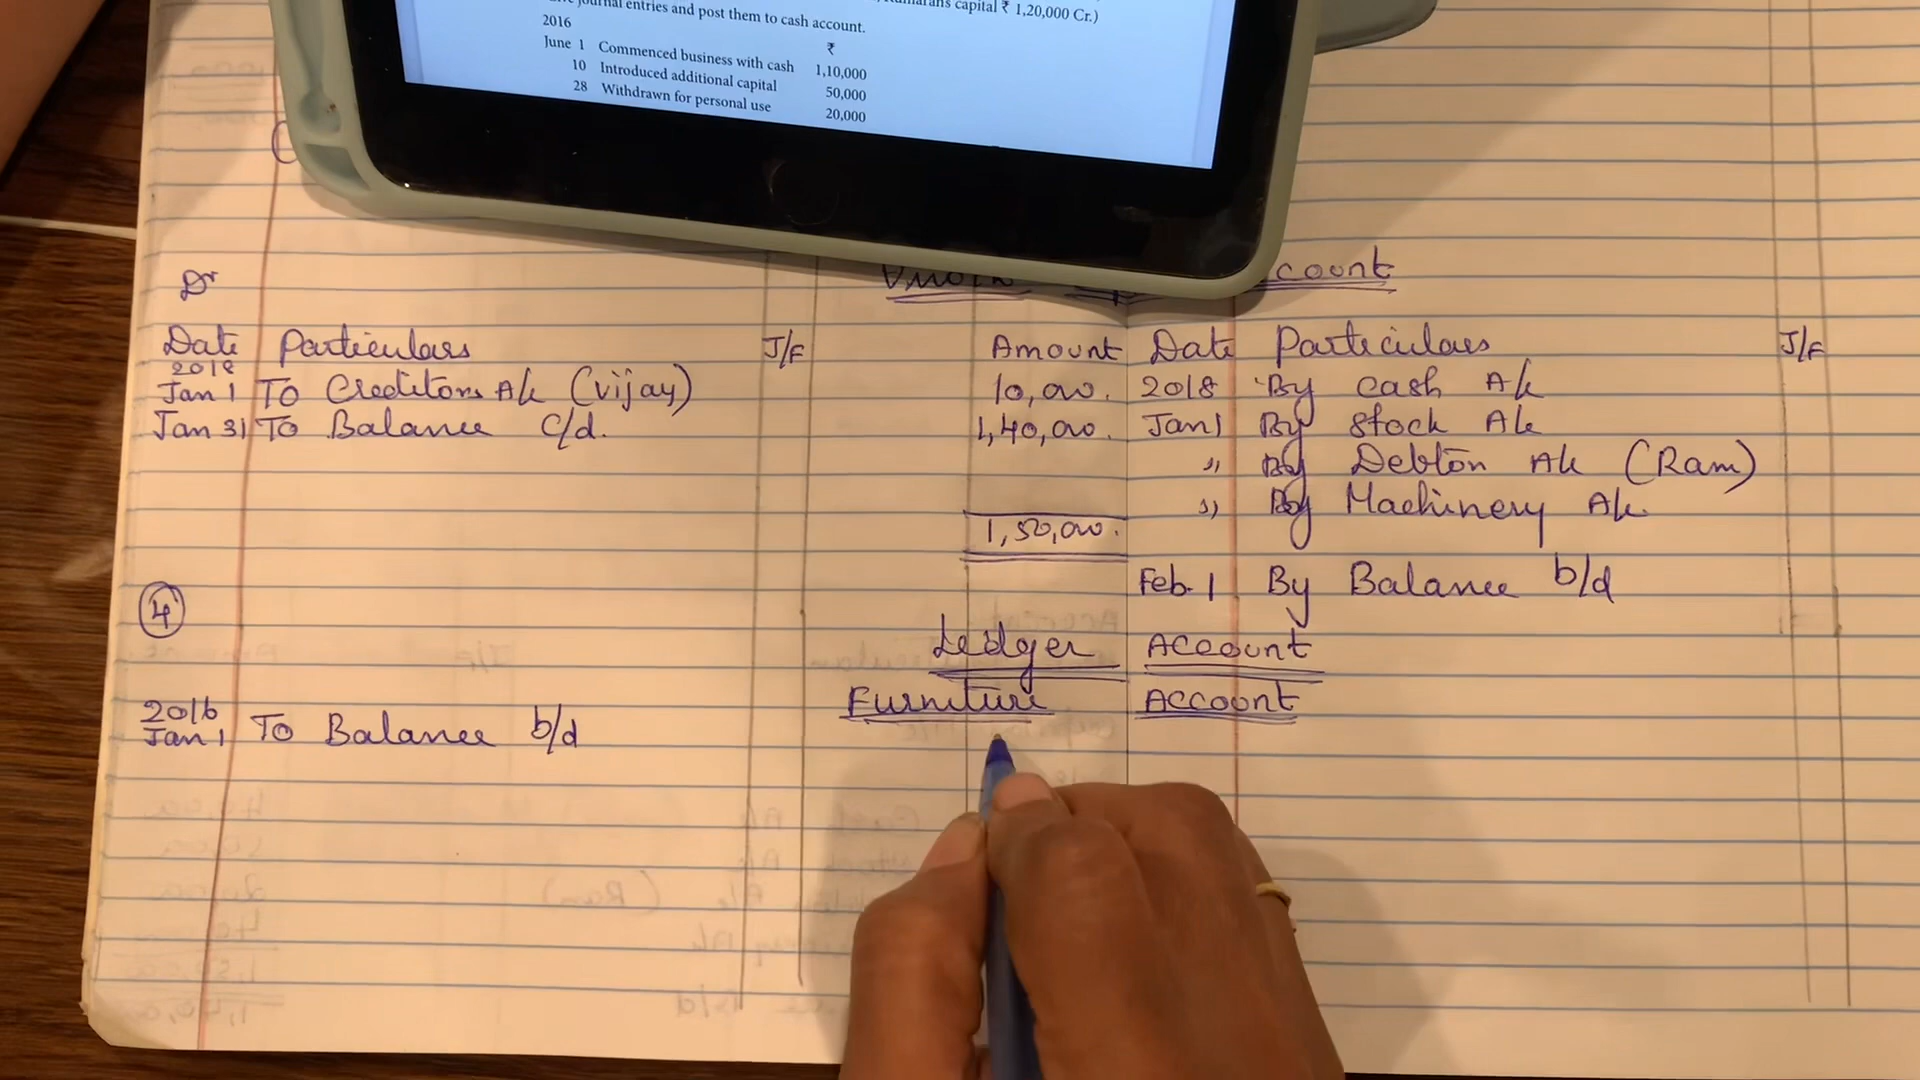 capital ₹ 1,20,000 Cr.)
journal entries and post them to cash account.
2016 ₹
June 1 Commenced business with cash 1,10,000
10 Introduced additional capital 50,000
28 Withdrawn for personal use 20,000
count
Dr
Date Particulars J/F Amount Date Particulars J/F
2018
Jan 1 To Creditors A/c (Vijay) 10,000. 2018 By Cash A/c
Jan 31 To Balance c/d. 1,40,000. Jan 1 By Stock A/c
" By Debtor A/c (Ram)
" By Machinery A/c.
1,50,000.
Feb. 1 By Balance b/d
4
Ledger Account
Furniture Account
2016
Jan 1 To Balance b/d